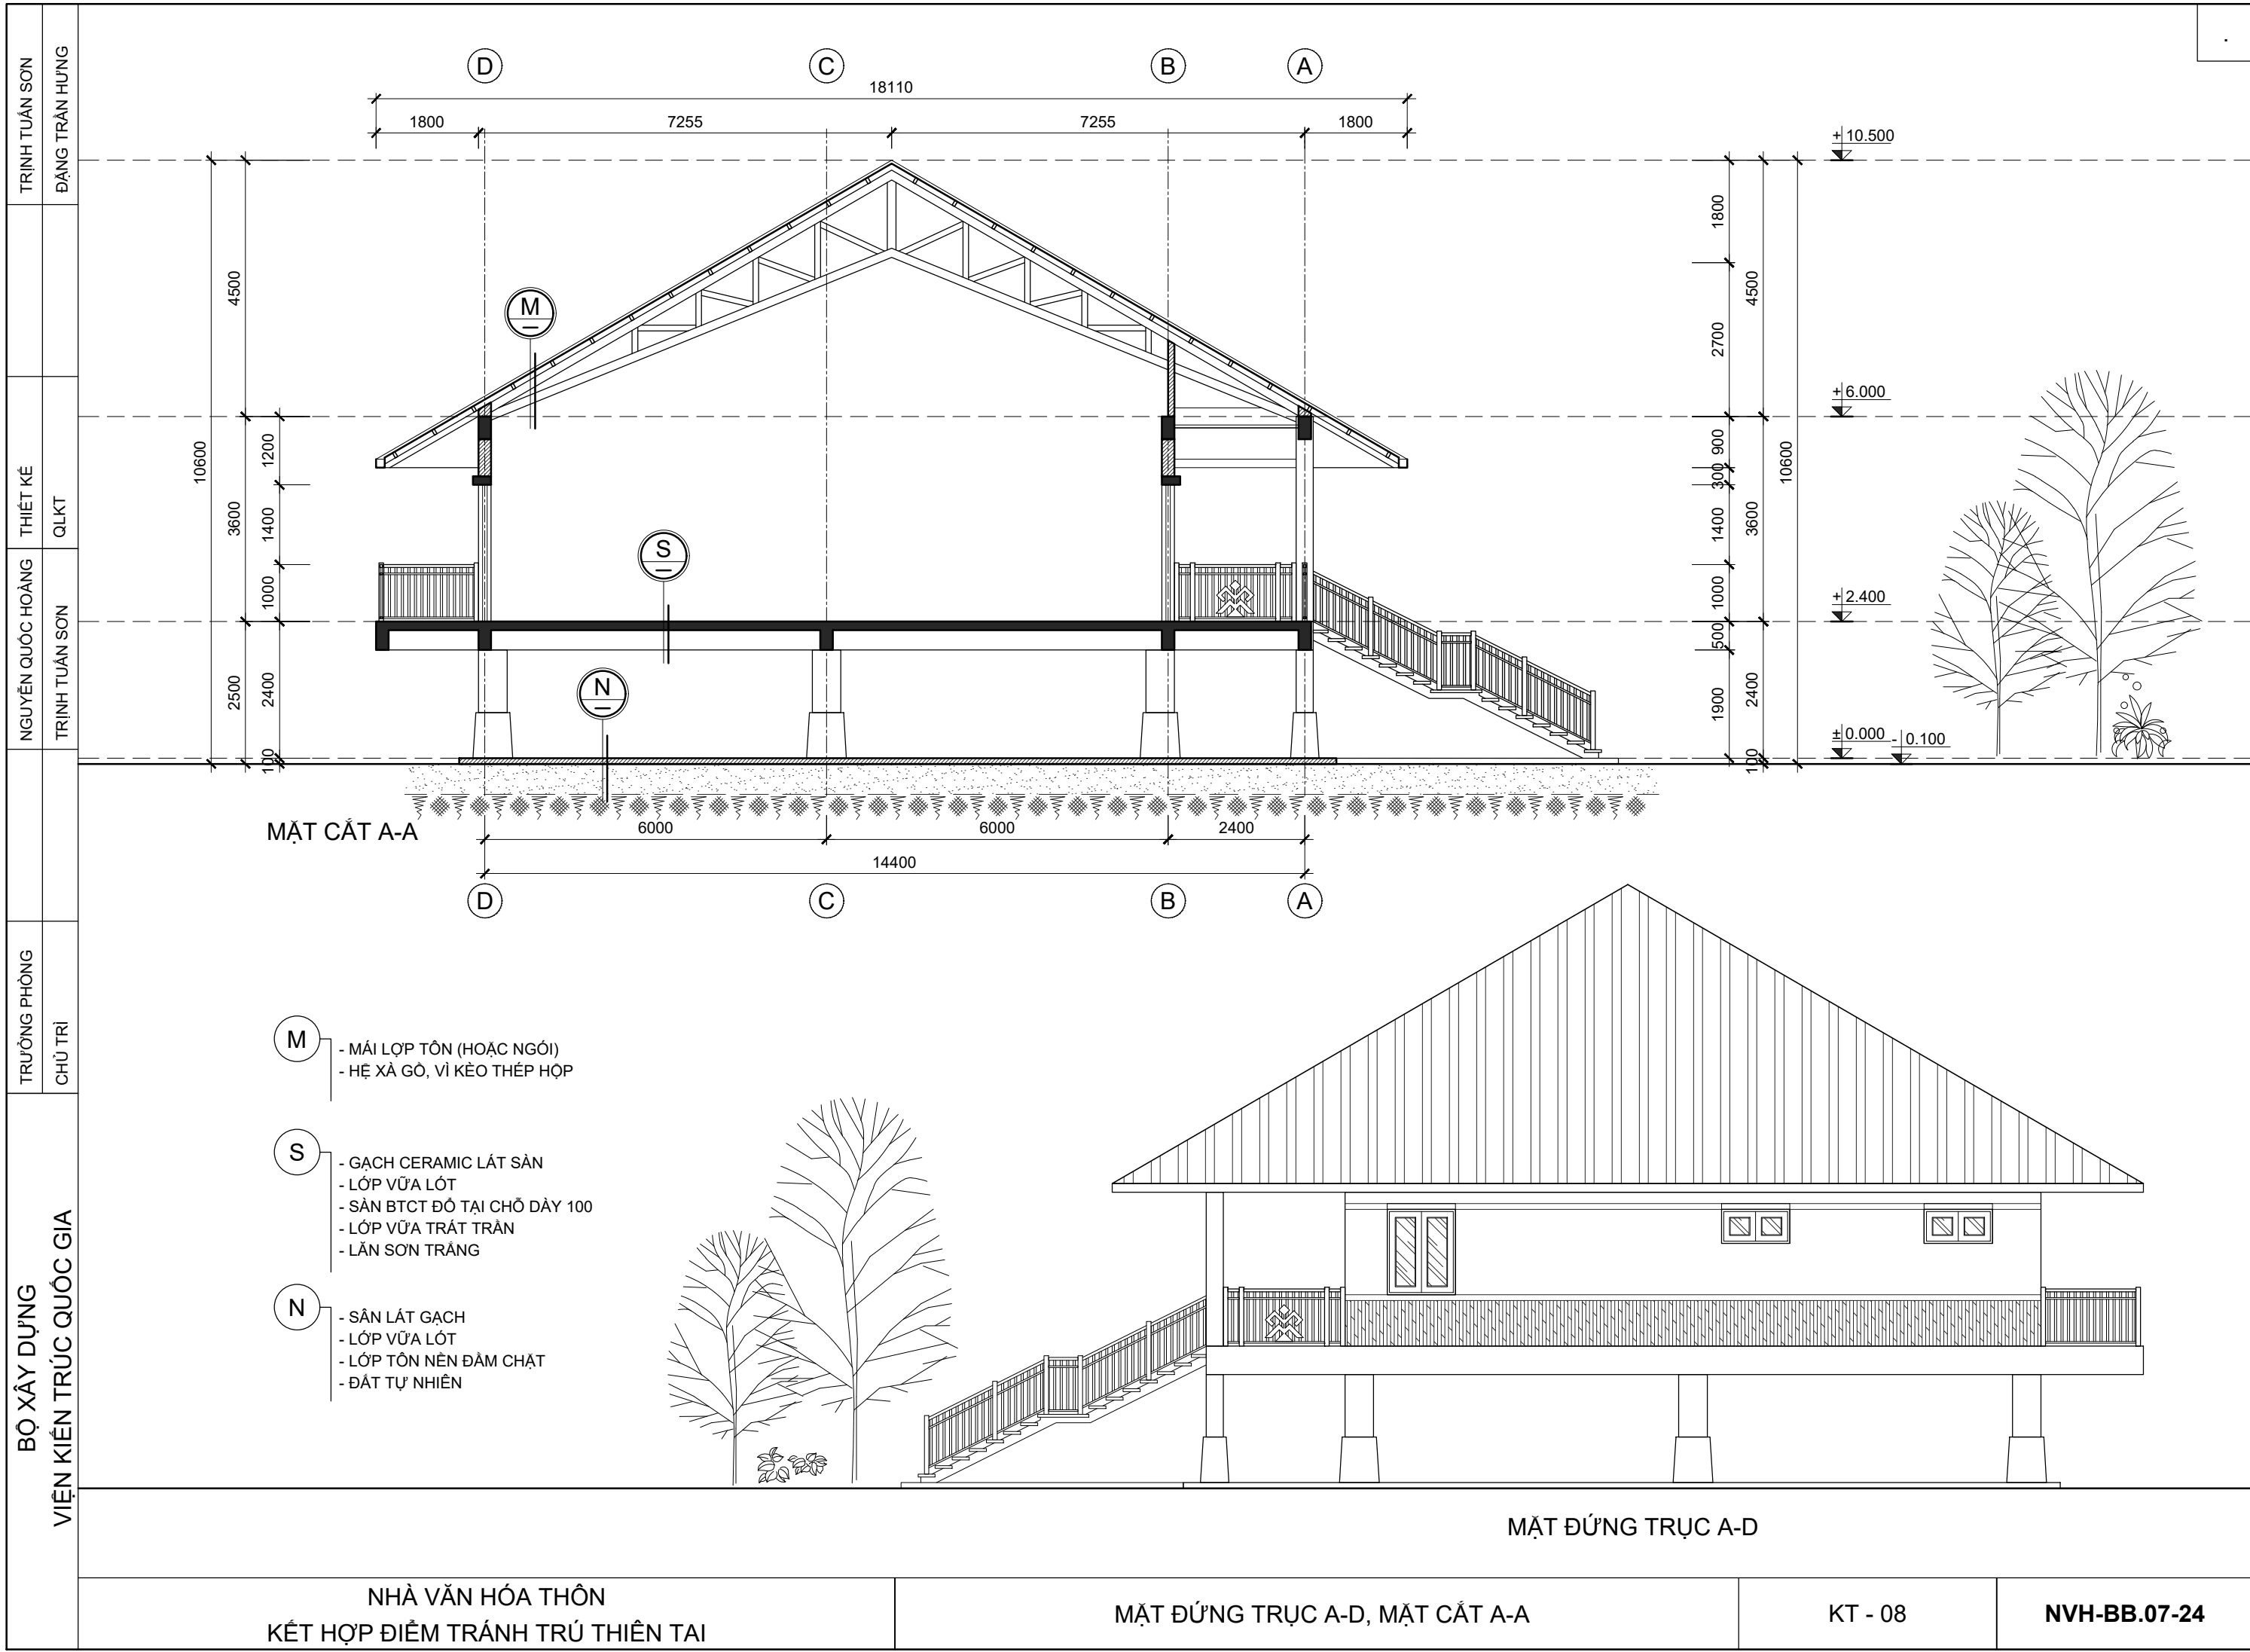 D
C
B
A
18110
1800
7255
7255
1800
+ 10.500
1800
4500
2700
4500
M
+ 6.000
10600
3600
1200
1400
1000
900
300
1400
1000
3600
10600
S
+ 2.400
2500
2400
100
N
500
1900
2400
100
± 0.000
- 0.100
MẶT CẮT A-A
6000
6000
2400
14400
D
C
B
A
M
- MÁI LỢP TÔN (HOẶC NGÓI)
- HỆ XÀ GỒ, VÌ KÈO THÉP HỘP
S
- GẠCH CERAMIC LÁT SÀN
- LỚP VỮA LÓT
- SÀN BTCT ĐỔ TẠI CHỖ DÀY 100
- LỚP VỮA TRÁT TRẦN
- LĂN SƠN TRẮNG
N
- SÂN LÁT GẠCH
- LỚP VỮA LÓT
- LỚP TÔN NỀN ĐẦM CHẶT
- ĐẤT TỰ NHIÊN
MẶT ĐỨNG TRỤC A-D
BỘ XÂY DỰNG
VIỆN KIẾN TRÚC QUỐC GIA
TRƯỞNG PHÒNG
CHỦ TRÌ
NGUYỄN QUỐC HOÀNG
TRỊNH TUẤN SƠN
THIẾT KẾ
QLKT
TRỊNH TUẤN SƠN
ĐẶNG TRẦN HƯNG
NHÀ VĂN HÓA THÔN
KẾT HỢP ĐIỂM TRÁNH TRÚ THIÊN TAI
MẶT ĐỨNG TRỤC A-D, MẶT CẮT A-A
KT - 08
NVH-BB.07-24